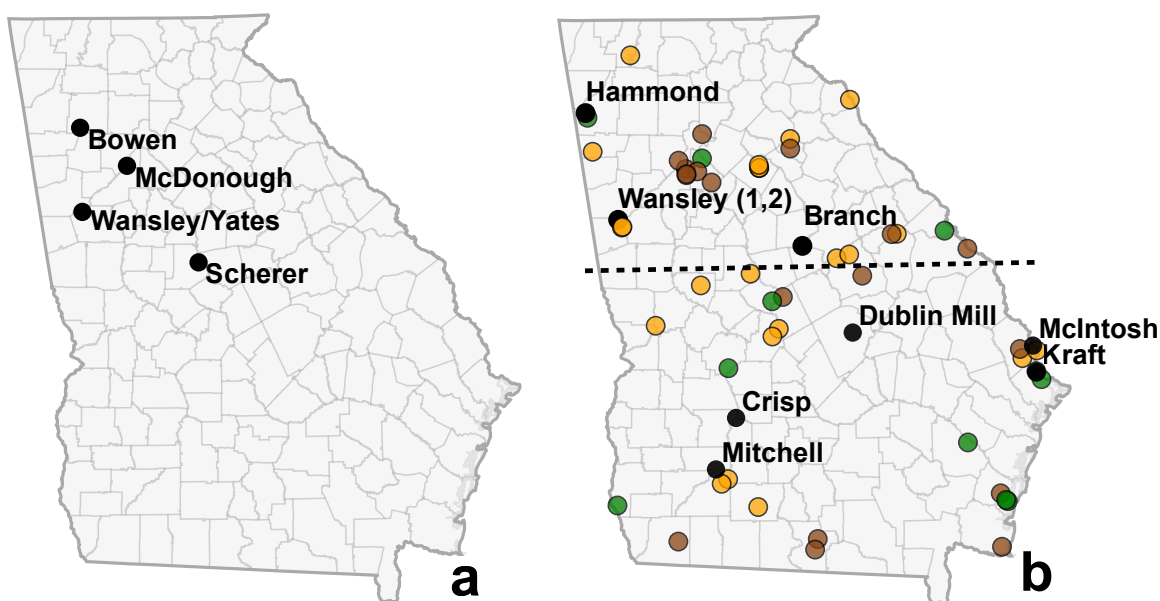 Bowen
McDonough
Wansley/Yates
Scherer
a
Hammond
Wansley (1,2)
Branch
Dublin Mill
McIntosh
Kraft
Crisp
Mitchell
b